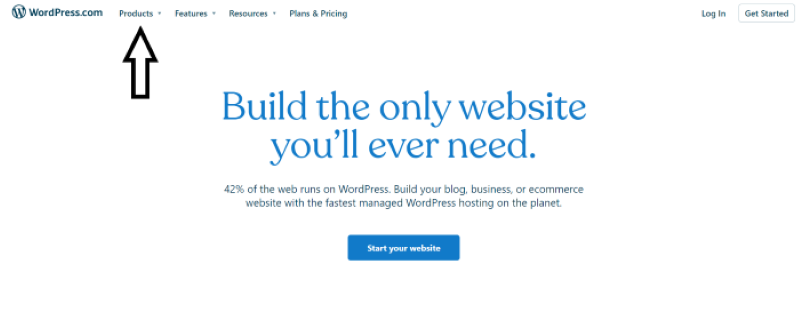 WordPress.com Products Features Resources Plans & Pricing Log In Get Started
Build the only website
you'll ever need.
42% of the web runs on WordPress. Build your blog, business, or ecommerce
website with the fastest managed WordPress hosting on the planet.
Start your website